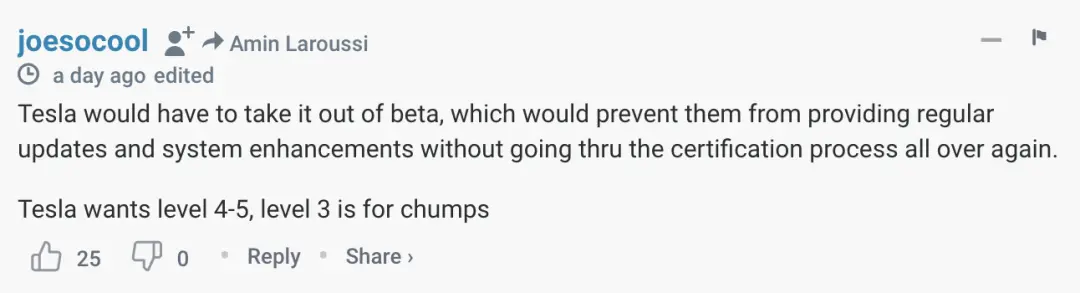 joesocool Amin Laroussi
a day ago edited
Tesla would have to take it out of beta, which would prevent them from providing regular
updates and system enhancements without going thru the certification process all over again.
Tesla wants level 4-5, level 3 is for chumps
25 0 • Reply • Share ›